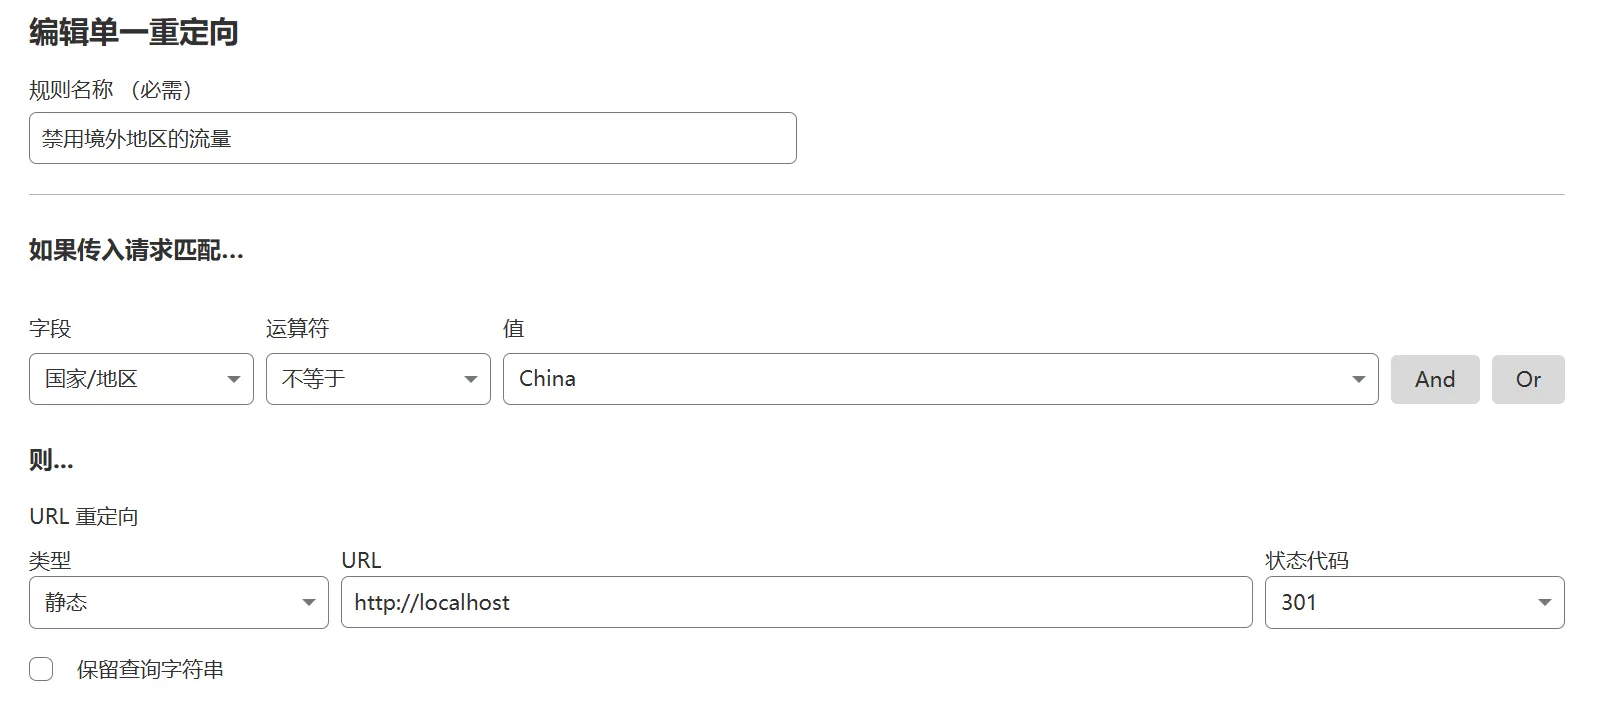 编辑单一重定向
规则名称 （必需）
禁用境外地区的流量
如果传入请求匹配...
字段 运算符 值
国家/地区 不等于 China And Or
则...
URL 重定向
类型 URL 状态代码
静态 http://localhost 301
保留查询字符串